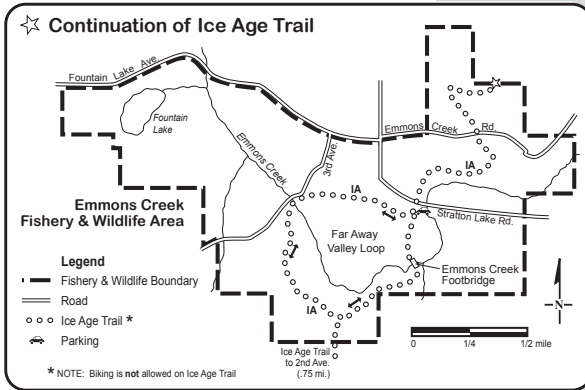 Continuation of Ice Age Trail
Fountain Lake Ave.
Fountain
Lake
Emmons Creek
3rd Ave.
Emmons Creek Rd.
IA
IA
Stratton Lake Rd.
Emmons Creek
Fishery & Wildlife Area
Far Away
Valley Loop
Emmons Creek
Footbridge
Legend
Fishery & Wildlife Boundary
Road
Ice Age Trail *
Parking
IA
Ice Age Trail
to 2nd Ave.
(.75 mi.)
N
0 1/4 1/2 mile
* NOTE: Biking is not allowed on Ice Age Trail